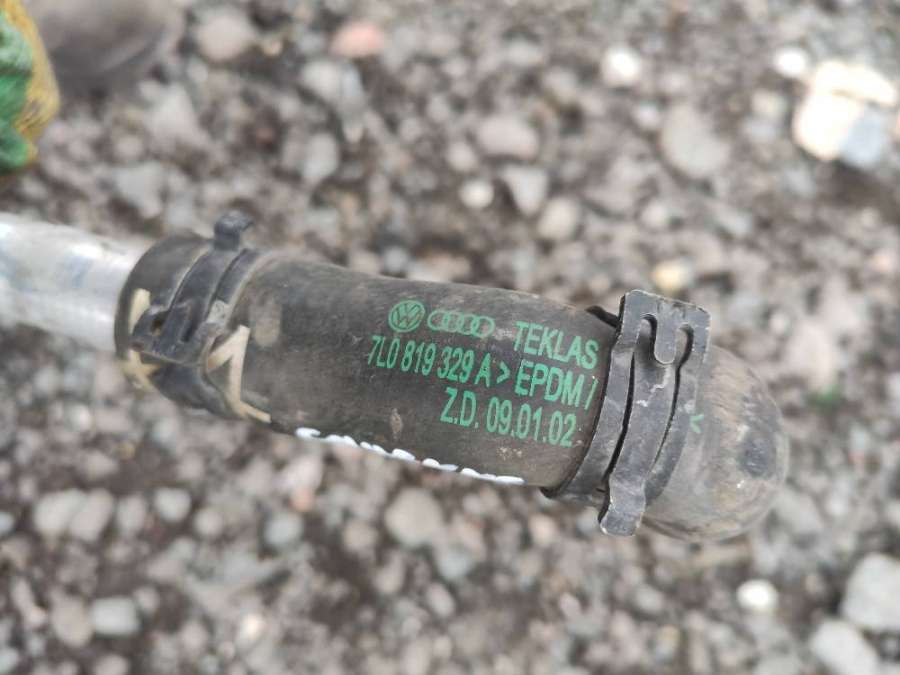 TEKLAS
7L0 819 329 A > EPDM /
Z.D. 09.01.02